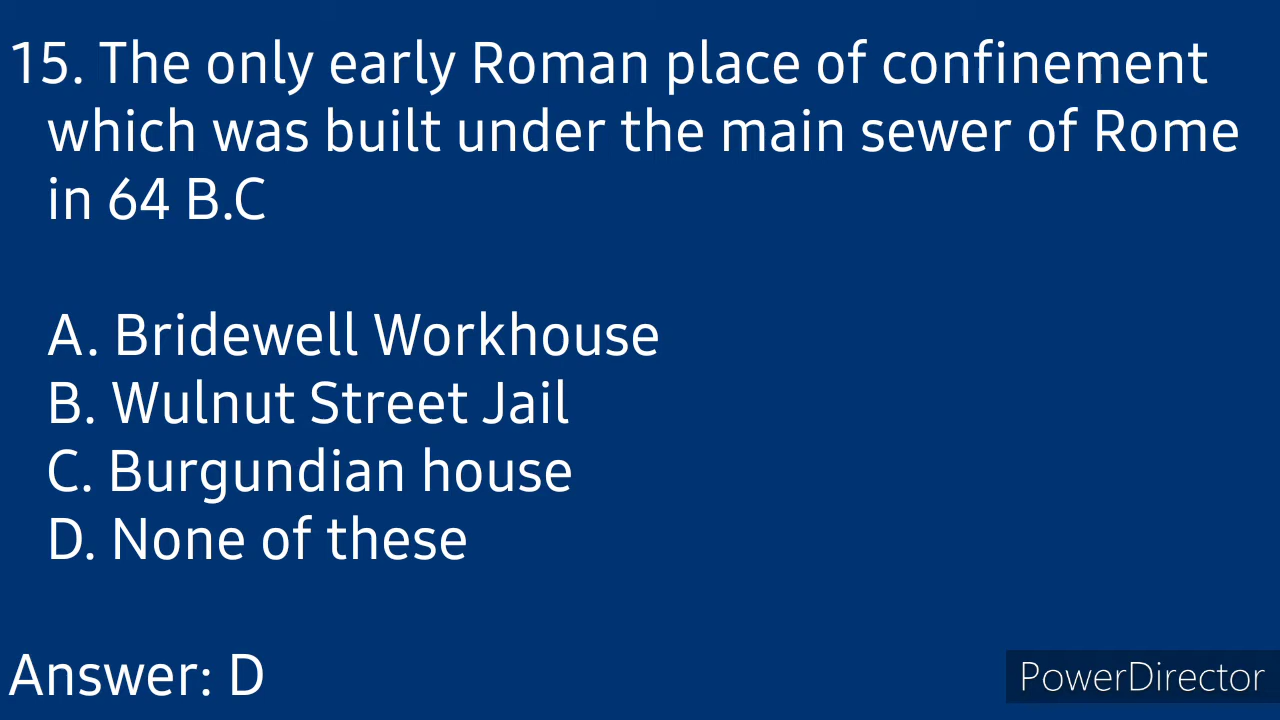 15. The only early Roman place of confinement
which was built under the main sewer of Rome
in 64 B.C
A. Bridewell Workhouse
B. Wulnut Street Jail
C. Burgundian house
D. None of these
Answer: D
PowerDirector